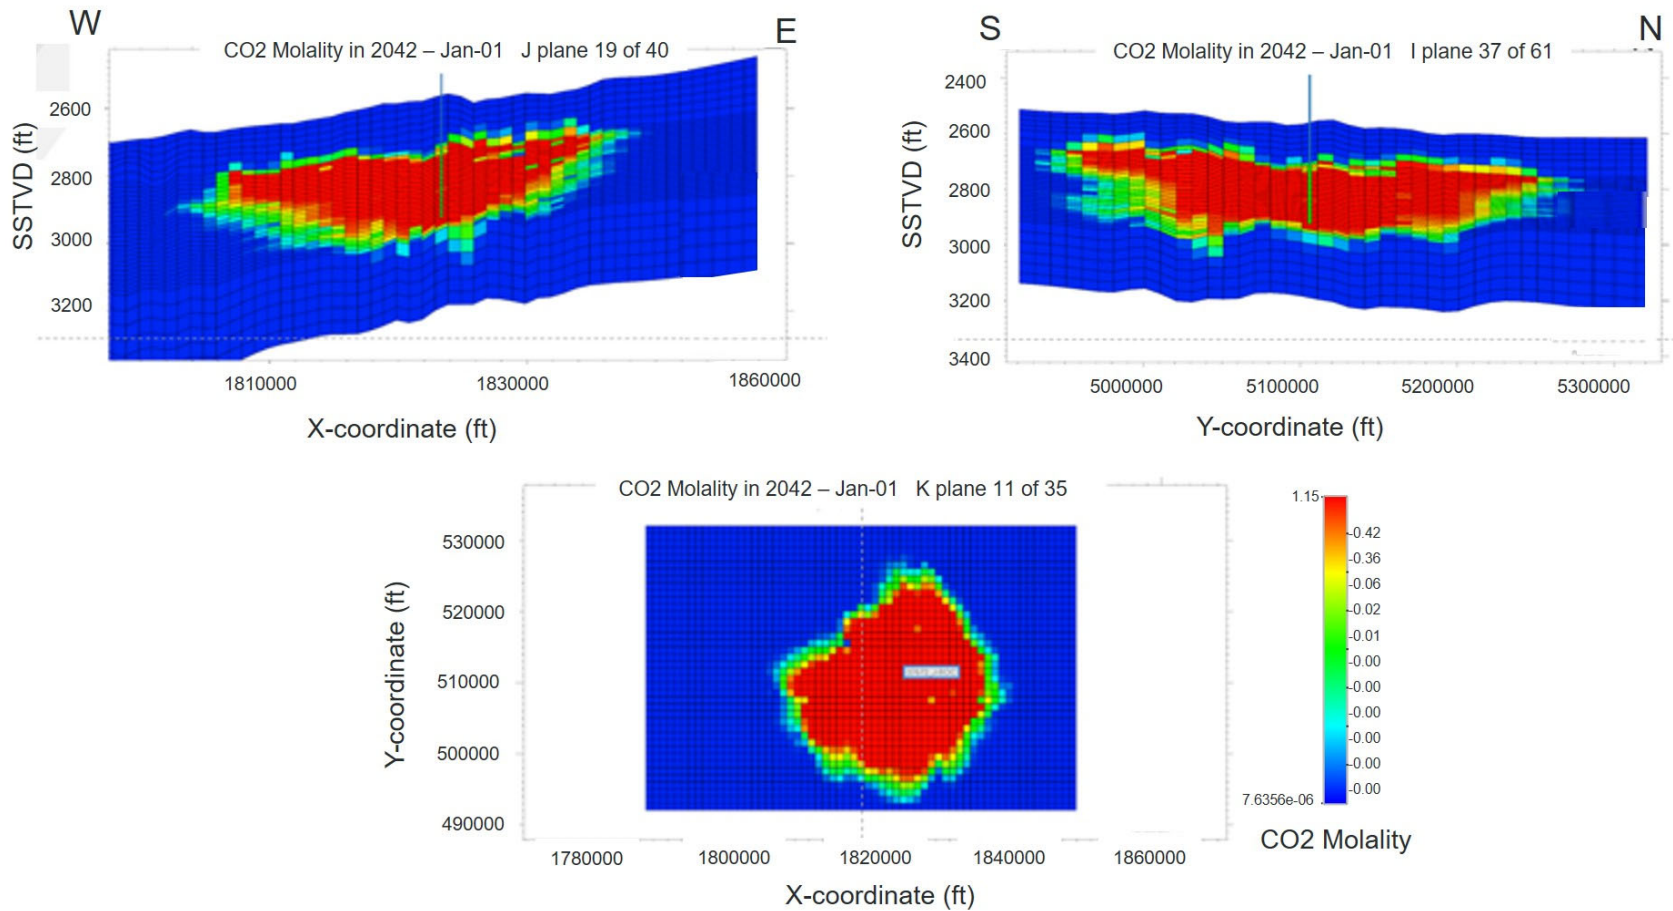 W
E
CO2 Molality in 2042 – Jan-01 J plane 19 of 40
SSTVD (ft)
2600
2800
3000
3200
1810000
1830000
1860000
X-coordinate (ft)
S
N
CO2 Molality in 2042 – Jan-01 I plane 37 of 61
SSTVD (ft)
2400
2600
2800
3000
3200
3400
5000000
5100000
5200000
5300000
Y-coordinate (ft)
CO2 Molality in 2042 – Jan-01 K plane 11 of 35
Y-coordinate (ft)
530000
520000
510000
500000
490000
1780000
1800000
1820000
1840000
1860000
X-coordinate (ft)
1.15
0.42
0.36
0.06
0.02
0.01
0.00
0.00
0.00
0.00
0.00
0.00
7.6356e-06
CO2 Molality